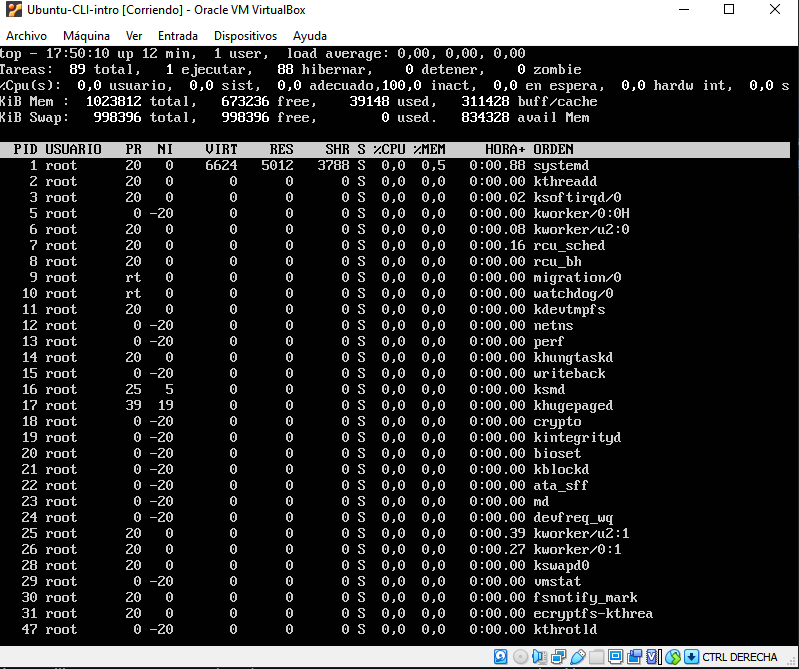 Ubuntu-CLI-intro [Corriendo] - Oracle VM VirtualBox
Archivo Máquina Ver Entrada Dispositivos Ayuda
top - 17:50:10 up 12 min, 1 user, load average: 0,00, 0,00, 0,00
Tareas: 89 total, 1 ejecutar, 88 hibernar, 0 detener, 0 zombie
%Cpu(s): 0,0 usuario, 0,0 sist, 0,0 adecuado,100,0 inact, 0,0 en espera, 0,0 hardw int, 0,0 s
KiB Mem : 1023812 total, 673236 free, 39148 used, 311428 buff/cache
KiB Swap: 998396 total, 998396 free, 0 used. 834328 avail Mem
PID USUARIO PR NI VIRT RES SHR S %CPU %MEM HORA+ ORDEN
1 root 20 0 6624 5012 3788 S 0,0 0,5 0:00.88 systemd
2 root 20 0 0 0 0 S 0,0 0,0 0:00.00 kthreadd
3 root 20 0 0 0 0 S 0,0 0,0 0:00.02 ksoftirqd/0
5 root 0 -20 0 0 0 S 0,0 0,0 0:00.00 kworker/0:0H
6 root 20 0 0 0 0 S 0,0 0,0 0:00.08 kworker/u2:0
7 root 20 0 0 0 0 S 0,0 0,0 0:00.16 rcu_sched
8 root 20 0 0 0 0 S 0,0 0,0 0:00.00 rcu_bh
9 root rt 0 0 0 0 S 0,0 0,0 0:00.00 migration/0
10 root rt 0 0 0 0 S 0,0 0,0 0:00.00 watchdog/0
11 root 20 0 0 0 0 S 0,0 0,0 0:00.00 kdevtmpfs
12 root 0 -20 0 0 0 S 0,0 0,0 0:00.00 netns
13 root 0 -20 0 0 0 S 0,0 0,0 0:00.00 perf
14 root 20 0 0 0 0 S 0,0 0,0 0:00.00 khungtaskd
15 root 0 -20 0 0 0 S 0,0 0,0 0:00.00 writeback
16 root 25 5 0 0 0 S 0,0 0,0 0:00.00 ksmd
17 root 39 19 0 0 0 S 0,0 0,0 0:00.00 khugepaged
18 root 0 -20 0 0 0 S 0,0 0,0 0:00.00 crypto
19 root 0 -20 0 0 0 S 0,0 0,0 0:00.00 kintegrityd
20 root 0 -20 0 0 0 S 0,0 0,0 0:00.00 bioset
21 root 0 -20 0 0 0 S 0,0 0,0 0:00.00 kblockd
22 root 0 -20 0 0 0 S 0,0 0,0 0:00.00 ata_sff
23 root 0 -20 0 0 0 S 0,0 0,0 0:00.00 md
24 root 0 -20 0 0 0 S 0,0 0,0 0:00.00 devfreq_wq
25 root 20 0 0 0 0 S 0,0 0,0 0:00.39 kworker/u2:1
26 root 20 0 0 0 0 S 0,0 0,0 0:00.27 kworker/0:1
28 root 20 0 0 0 0 S 0,0 0,0 0:00.00 kswapd0
29 root 0 -20 0 0 0 S 0,0 0,0 0:00.00 vmstat
30 root 20 0 0 0 0 S 0,0 0,0 0:00.00 fsnotify_mark
31 root 20 0 0 0 0 S 0,0 0,0 0:00.00 ecryptfs-kthrea
47 root 0 -20 0 0 0 S 0,0 0,0 0:00.00 kthrotld
CTRL DERECHA